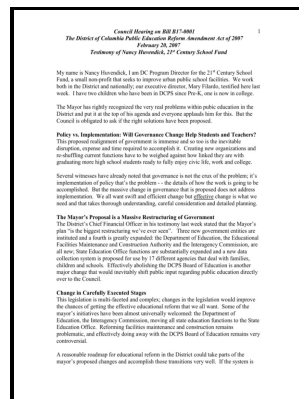 Council Hearing on Bill B17-0001
1
The District of Columbia Public Education Reform Amendment Act of 2007
February 20, 2007
Testimony of Nancy Huvendick, 21st Century School Fund
My name is Nancy Huvendick, I am DC Program Director for the 21st Century School
Fund, a small non-profit that seeks to improve urban public school facilities. We work
both in the District and nationally; our executive director, Mary Filardo, testified here last
week. I have two children who have been in DCPS since Pre-K, one is now in college.
The Mayor has rightly recognized the very real problems within pubic education in the
District and put it at the top of his agenda and everyone applauds him for this. But the
Council is obligated to ask if the right solutions have been proposed.
Policy vs. Implementation: Will Governance Change Help Students and Teachers?
This proposed realignment of government is immense and so too is the inevitable
disruption, expense and time required to accomplish it. Creating new organizations and
re-shuffling current functions have to be weighed against how linked they are with
graduating more high school students ready to fully enjoy civic life, work and college.
Several witnesses have already noted that governance is not the crux of the problem; it's
implementation of policy that's the problem - - the details of how the work is going to be
accomplished. But the massive change in governance that is proposed does not address
implementation. We all want swift and efficient change but effective change is what we
need and that takes thorough understanding, careful consideration and detailed planning.
The Mayor's Proposal is a Massive Restructuring of Government
The District's Chief Financial Officer in his testimony last week stated that the Mayor's
plan "is the biggest restructuring we've ever seen". Three new government entities are
instituted and a fourth is greatly expanded: the Department of Education, the Educational
Facilities Maintenance and Construction Authority and the Interagency Commission, are
all new; State Education Office functions are substantially expanded and a new data
collection system is proposed for use by 17 different agencies that deal with families,
children and schools. Effectively abolishing the DCPS Board of Education is another
major change that would inevitably shift public input regarding public education directly
over to the Council.
Change in Carefully Executed Stages
This legislation is multi-faceted and complex; changes in the legislation would improve
the chances of getting the effective educational reform that we all want. Some of the
mayor's initiatives have been almost universally welcomed: the Department of
Education, the Interagency Commission, moving all state education functions to the State
Education Office. Reforming facilities maintenance and construction remains
problematic, and effectively doing away with the DCPS Board of Education remains very
controversial.
A reasonable roadmap for educational reform in the District could take parts of the
mayor's proposed changes and accomplish those transitions very well. If the system is